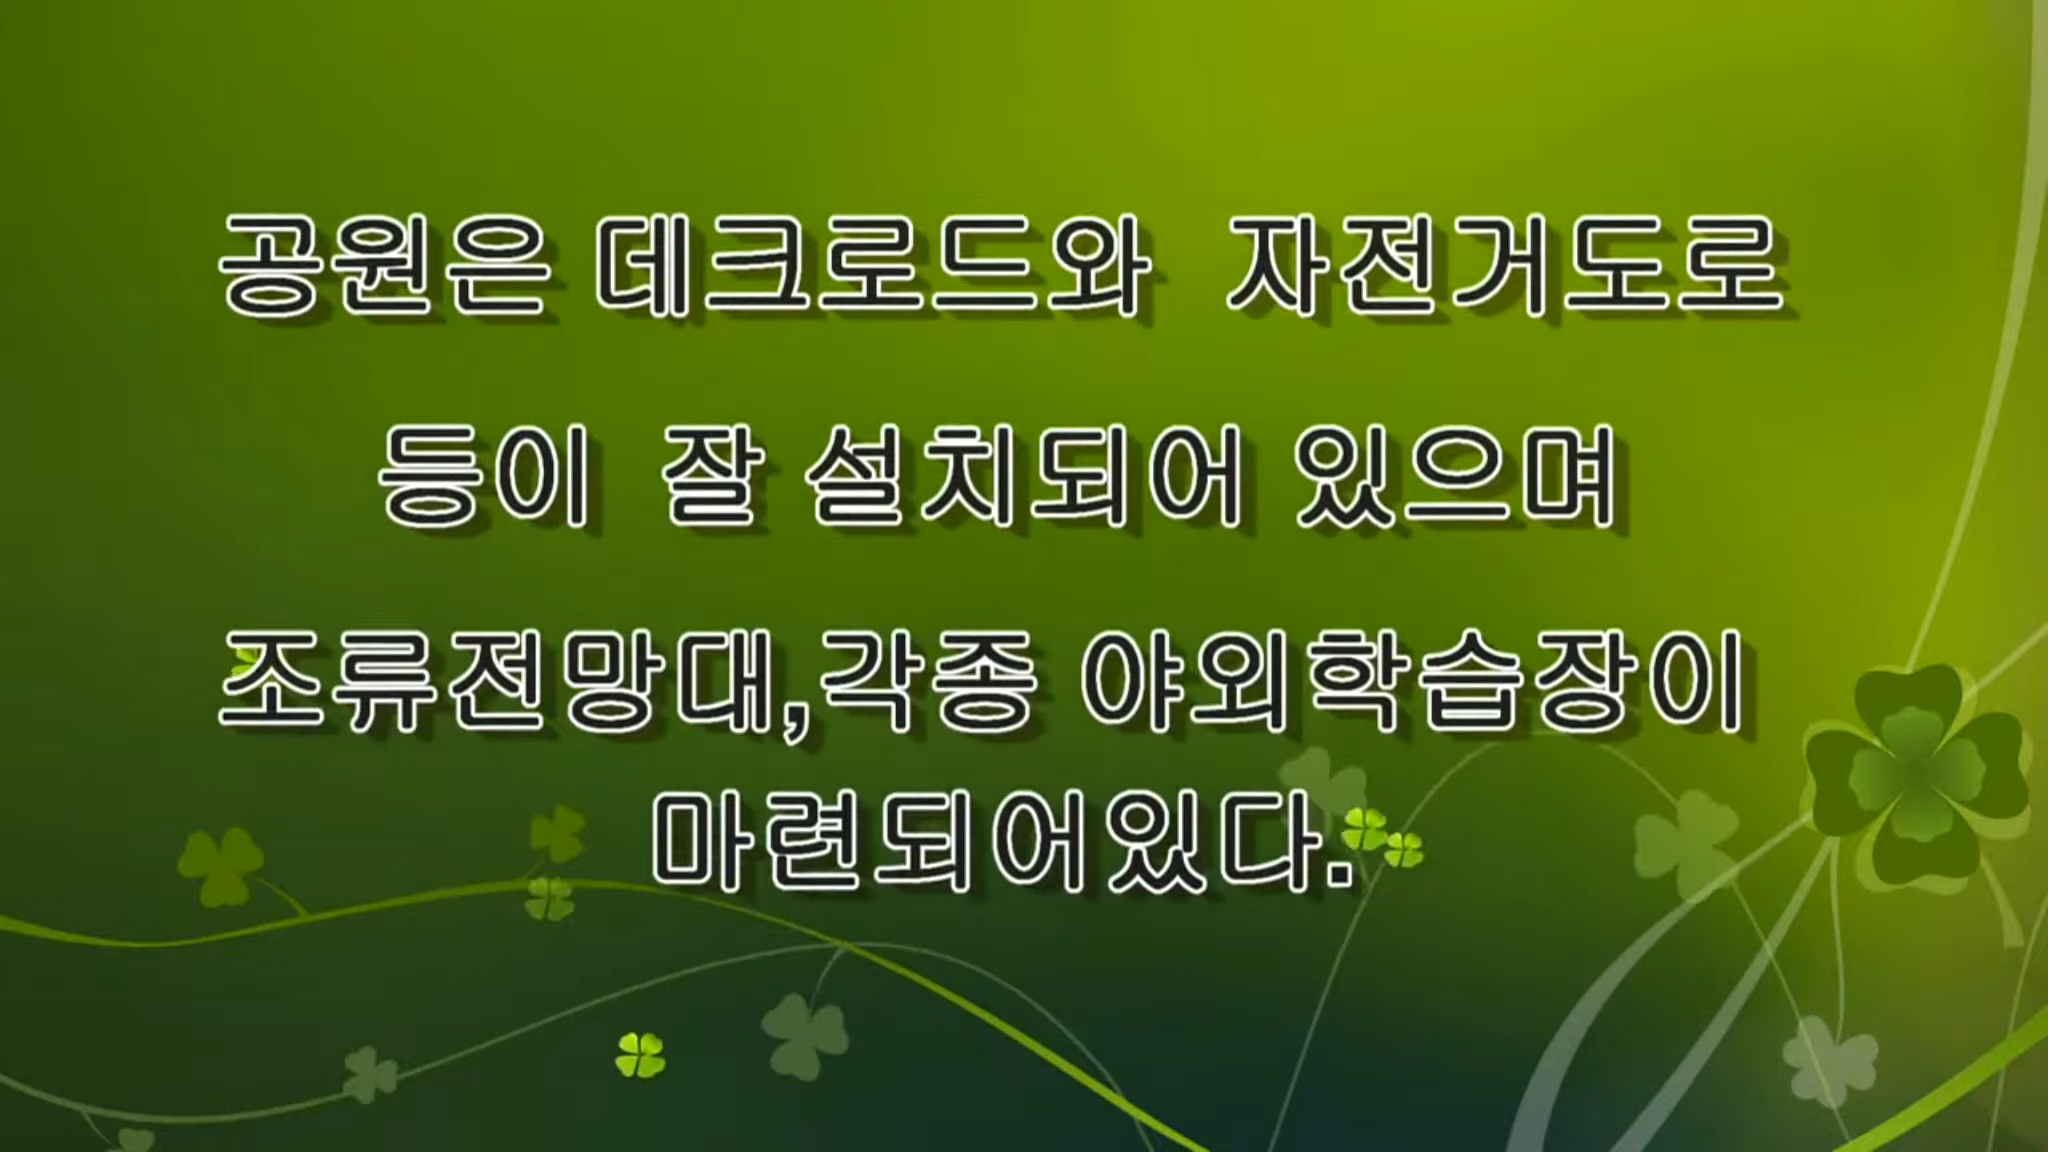 공원은 데크로드와 자전거도로
등이 잘 설치되어 있으며
조류전망대,각종 야외학습장이
마련되어있다.